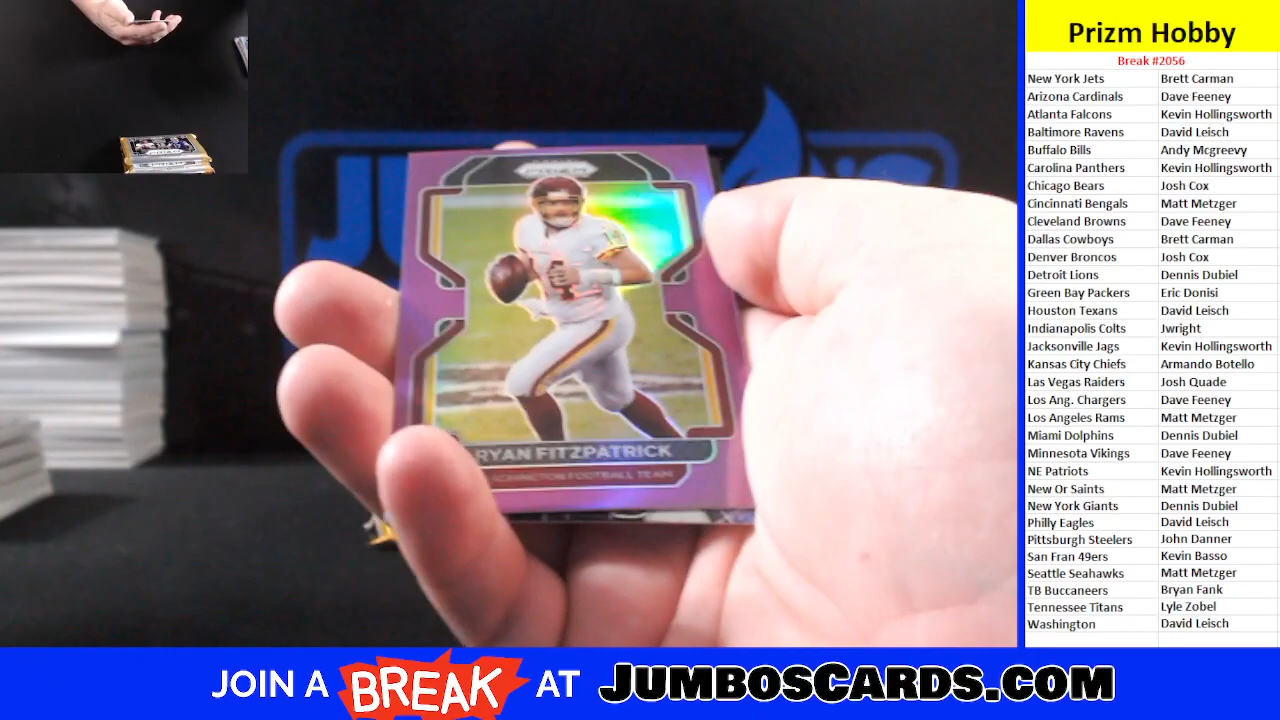 Prizm Hobby
Break #2056
New York Jets Brett Carman
Arizona Cardinals Dave Feeney
Atlanta Falcons Kevin Hollingsworth
Baltimore Ravens David Leisch
Buffalo Bills Andy Mcgreevy
Carolina Panthers Kevin Hollingsworth
Chicago Bears Josh Cox
Cincinnati Bengals Matt Metzger
Cleveland Browns Dave Feeney
Dallas Cowboys Brett Carman
Denver Broncos Josh Cox
Detroit Lions Dennis Dubiel
Green Bay Packers Eric Donisi
Houston Texans David Leisch
Indianapolis Colts Jwright
Jacksonville Jags Kevin Hollingsworth
Kansas City Chiefs Armando Botello
Las Vegas Raiders Josh Quade
Los Ang. Chargers Dave Feeney
Los Angeles Rams Matt Metzger
Miami Dolphins Dennis Dubiel
Minnesota Vikings Dave Feeney
NE Patriots Kevin Hollingsworth
New Or Saints Matt Metzger
New York Giants Dennis Dubiel
Philly Eagles David Leisch
Pittsburgh Steelers John Danner
San Fran 49ers Kevin Basso
Seattle Seahawks Matt Metzger
TB Buccaneers Bryan Fank
Tennessee Titans Lyle Zobel
Washington David Leisch
PRIZM
14
14
RYAN FITZPATRICK
FOOTBALL TEAM
JOIN A BREAK AT JUMBOSCARDS.COM